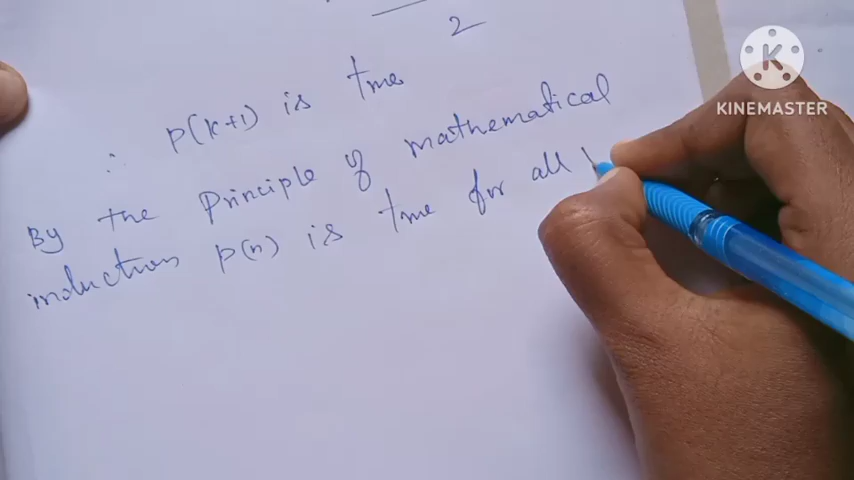 2
∴ P(k+1) is true
By the principle of mathematical
induction P(n) is true for all
KINEMASTER